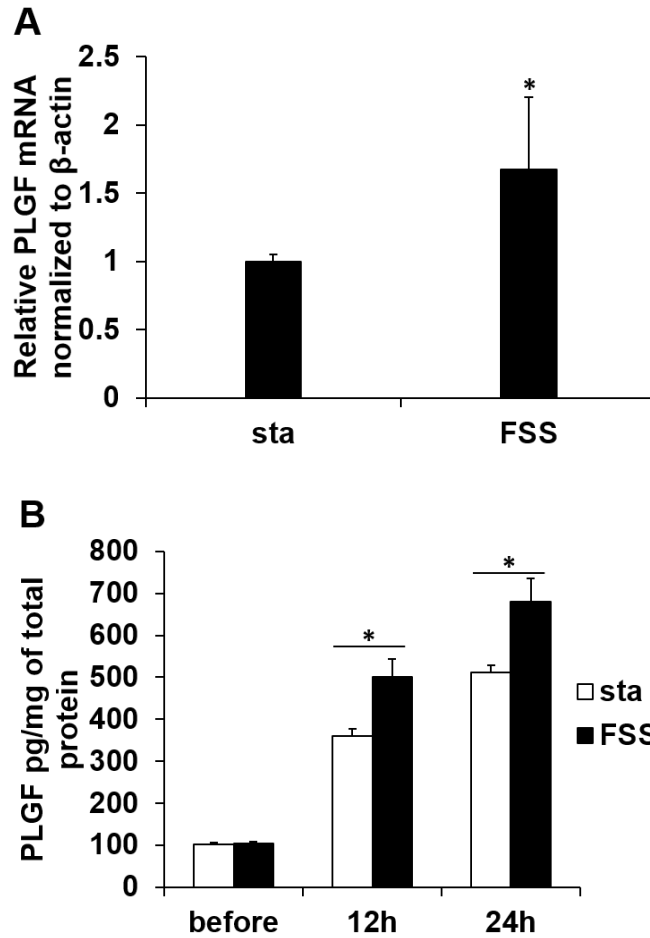 A
Relative PLGF mRNA
normalized to β-actin
2.5
2
1.5
1
0.5
0
*
sta
FSS
B
PLGF pg/mg of total
protein
800
700
600
500
400
300
200
100
0
*
*
before
12h
24h
sta
FSS